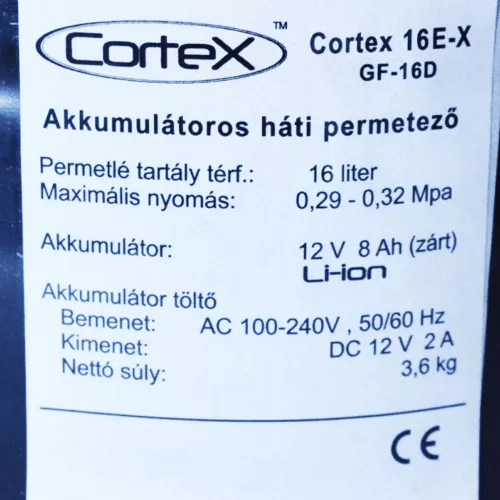 CorteX™ Cortex 16E-X
GF-16D
Akkumulátoros háti permetező
Permetlé tartály térf.: 16 liter
Maximális nyomás: 0,29 - 0,32 Mpa
Akkumulátor: 12 V 8 Ah (zárt)
Li-ion
Akkumulátor töltő
Bemenet: AC 100-240V , 50/60 Hz
Kimenet: DC 12 V 2 A
Nettó súly: 3,6 kg
CE